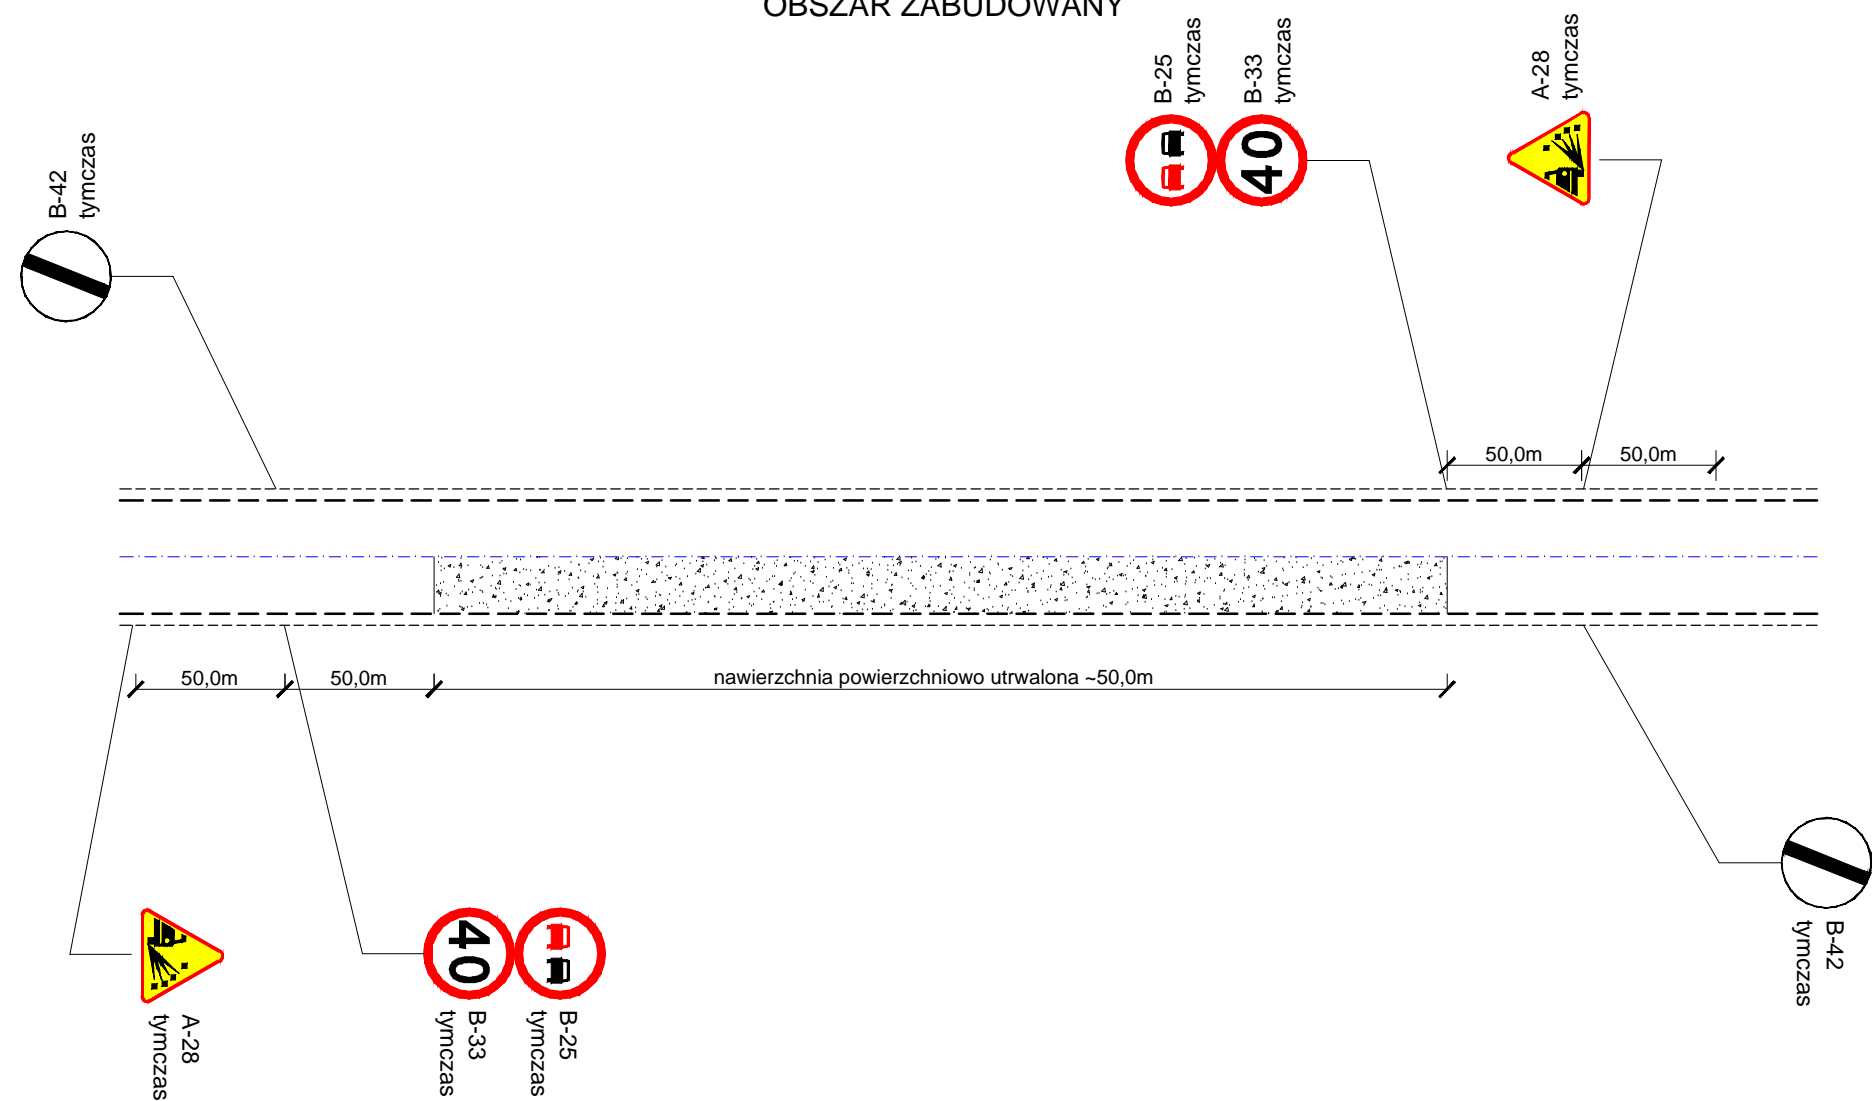 OBSZAR ZABUDOWANY
B-25
tymczas
B-33
tymczas
A-28
tymczas
B-42
tymczas
40
50,0m
50,0m
50,0m
50,0m
nawierzchnia powierzchniowo utrwalona ~50,0m
40
B-42
tymczas
A-28
tymczas
B-33
tymczas
B-25
tymczas